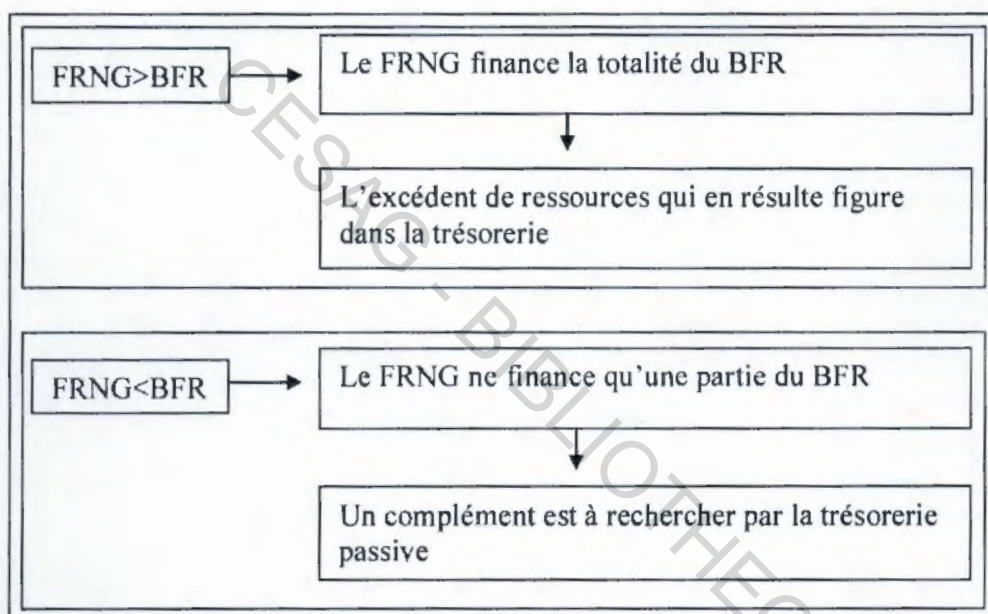 FRNG>BFR
Le FRNG finance la totalité du BFR
L'excédent de ressources qui en résulte figure
dans la trésorerie
FRNG<BFR
Le FRNG ne finance qu'une partie du BFR
Un complément est à rechercher par la trésorerie
passive
CESAG - BIBLIOTHEQ